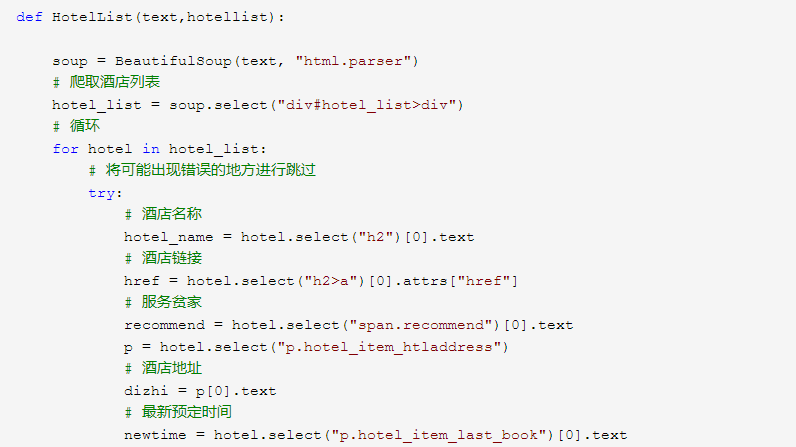 def HotelList(text,hotellist):
soup = BeautifulSoup(text, "html.parser")
# 爬取酒店列表
hotel_list = soup.select("div#hotel_list>div")
# 循环
for hotel in hotel_list:
# 将可能出现错误的地方进行跳过
try:
# 酒店名称
hotel_name = hotel.select("h2")[0].text
# 酒店链接
href = hotel.select("h2>a")[0].attrs["href"]
# 服务贫家
recommend = hotel.select("span.recommend")[0].text
p = hotel.select("p.hotel_item_htladdress")
# 酒店地址
dizhi = p[0].text
# 最新预定时间
newtime = hotel.select("p.hotel_item_last_book")[0].text